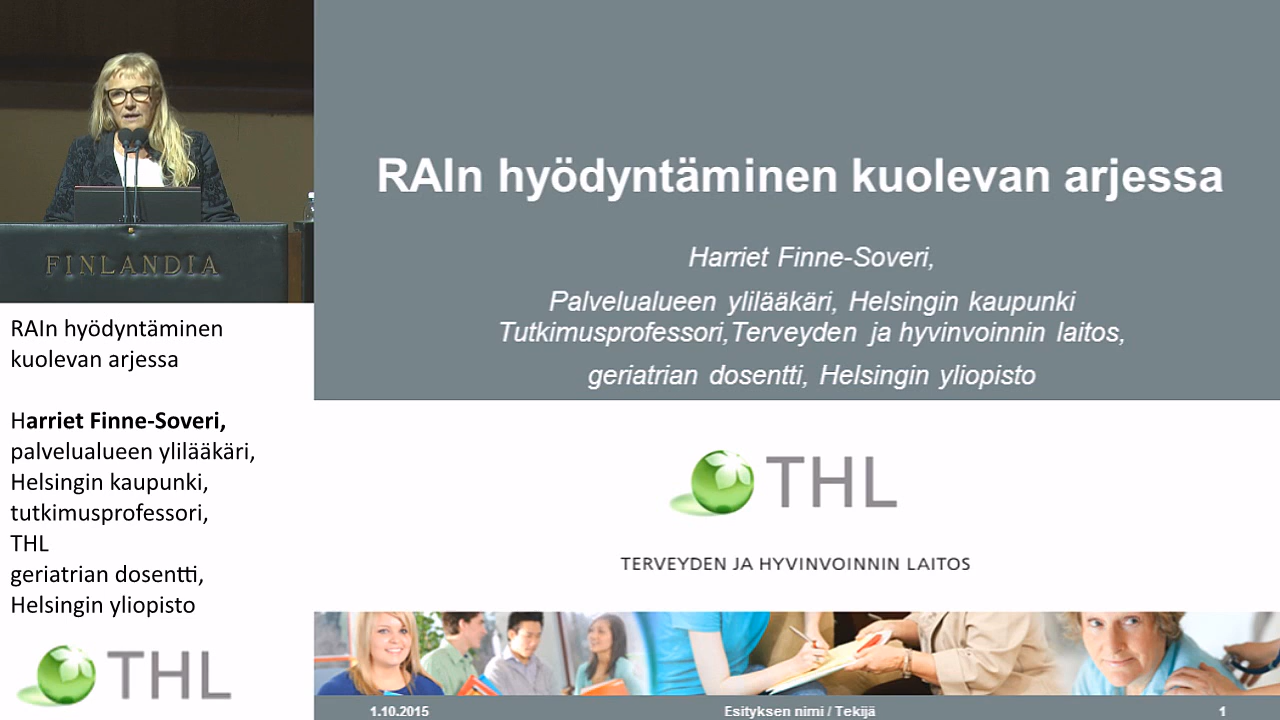 FINLANDIA
RAIn hyödyntäminen
kuolevan arjessa
Harriet Finne-Soveri,
palvelualueen ylilääkäri,
Helsingin kaupunki,
tutkimusprofessori,
THL
geriatrian dosentti,
Helsingin yliopisto
THL
RAIn hyödyntäminen kuolevan arjessa
Harriet Finne-Soveri,
Palvelualueen ylilääkäri, Helsingin kaupunki
Tutkimusprofessori,Terveyden ja hyvinvoinnin laitos,
geriatrian dosentti, Helsingin yliopisto
THL
TERVEYDEN JA HYVINVOINNIN LAITOS
1.10.2015 Esityksen nimi / Tekijä 1